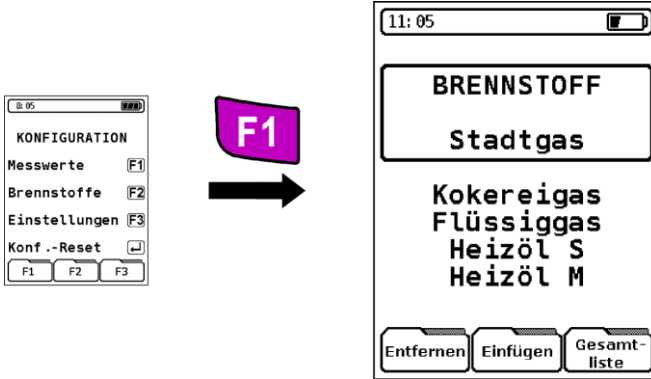 8:05
KONFIGURATION
Messwerte F1
Brennstoffe F2
Einstellungen F3
Konf.-Reset
F1 F2 F3
F1
11:05
BRENNSTOFF
Stadtgas
Kokereigas
Flüssiggas
Heizöl S
Heizöl M
Entfernen Einfügen Gesamt-
liste